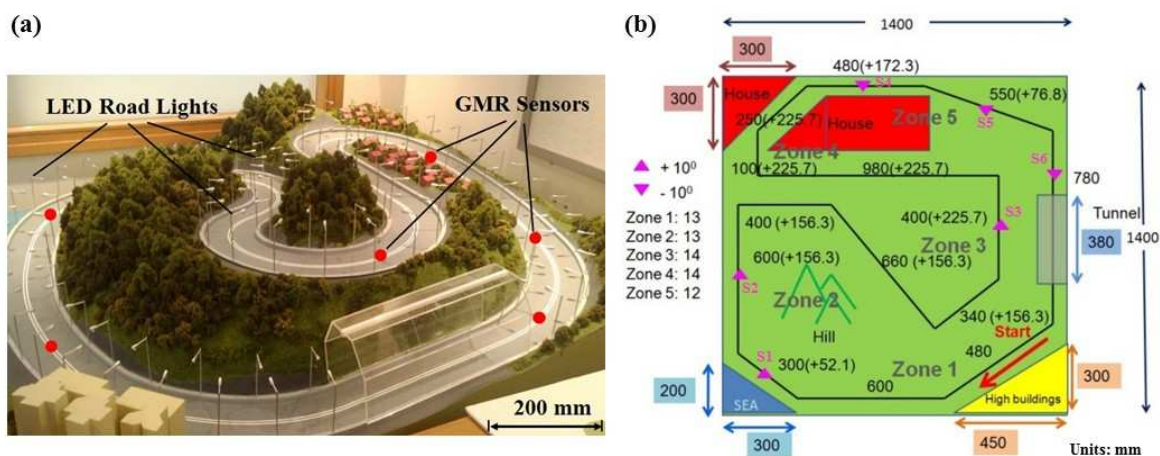 (a)
LED Road Lights
GMR Sensors
200 mm
(b)
1400
300
480(+172.3)
S4
300
House
550(+76.8)
250(+225.7)
House
Zone 5
S5
Zone 4
100(+225.7)
980(+225.7)
S6
780
+ 10⁰
- 10⁰
Zone 1: 13
Zone 2: 13
Zone 3: 14
Zone 4: 14
Zone 5: 12
400 (+156.3)
400(+225.7)
S3
Tunnel
380
1400
Zone 3
600(+156.3)
660 (+156.3)
S2
Zone 2
Hill
340 (+156.3)
Start
S1
300(+52.1)
Zone 1
480
600
200
SEA
High buildings
300
300
450
Units: mm